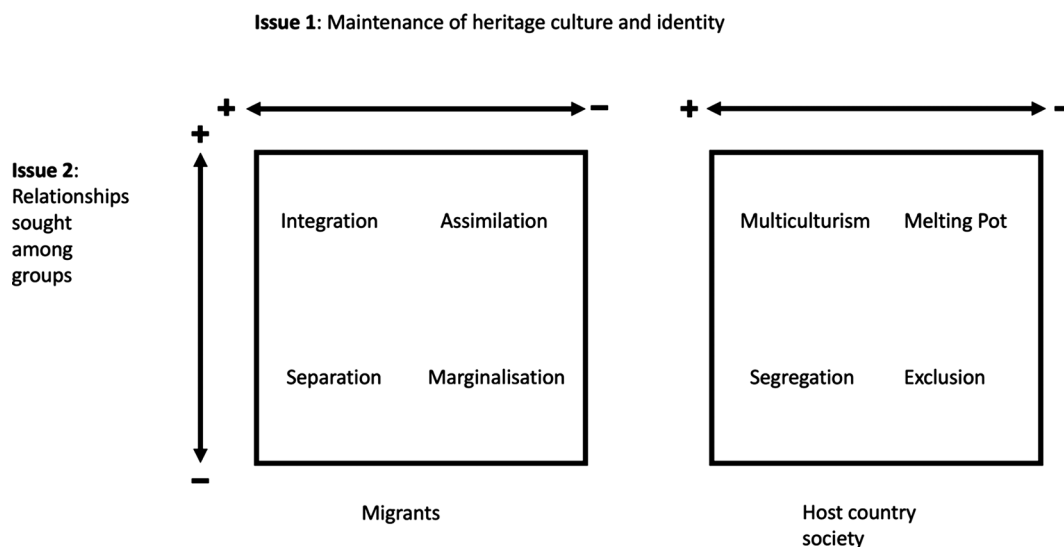 Issue 1: Maintenance of heritage culture and identity
+ − + −
+
Issue 2:
Relationships
sought
among
groups
Integration Assimilation
Separation Marginalisation
−
Multiculturism Melting Pot
Segregation Exclusion
Migrants
Host country
society